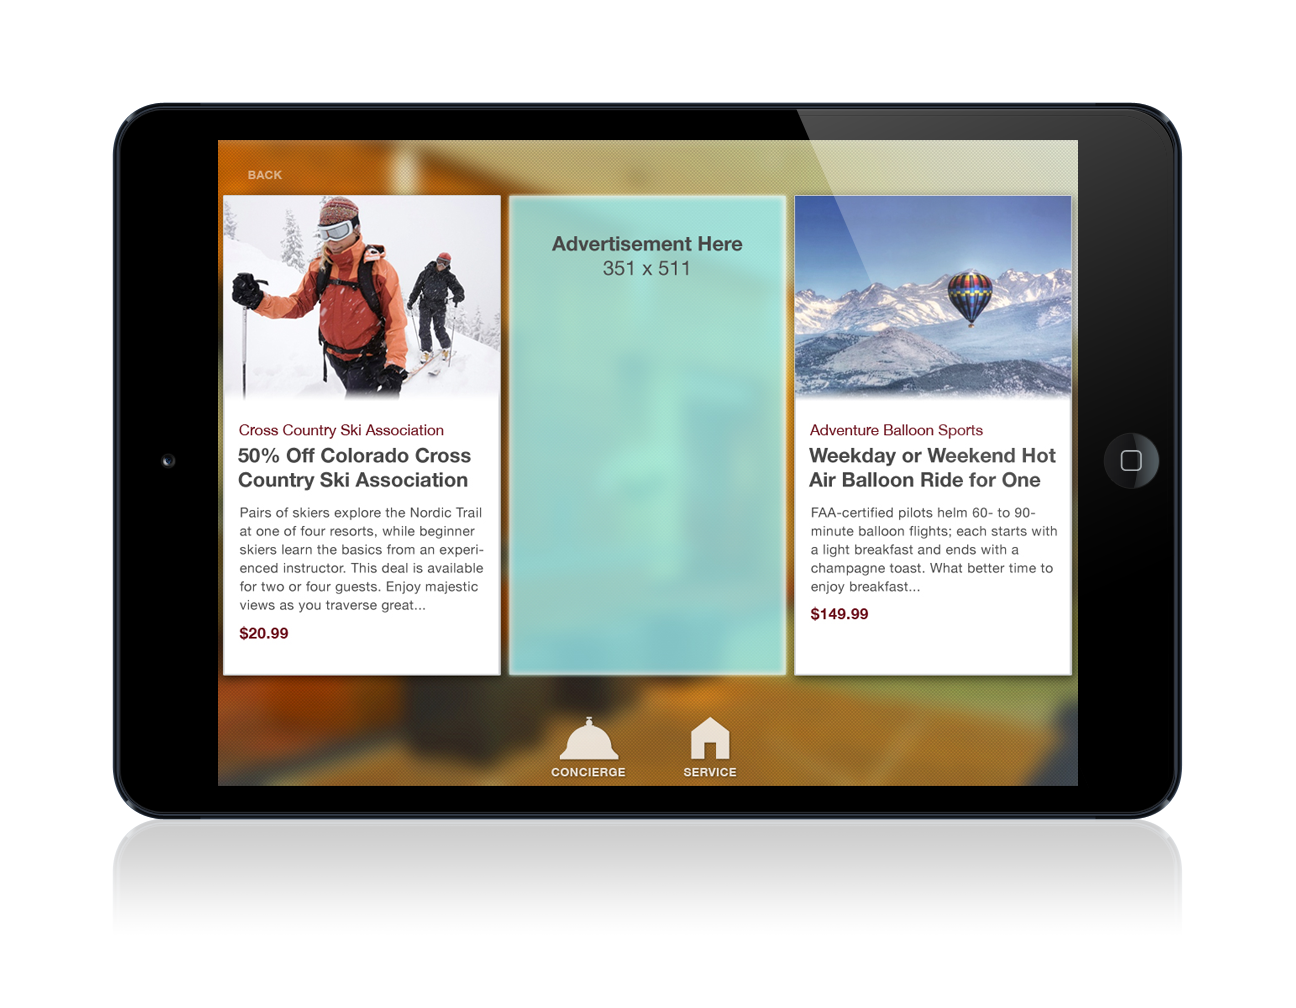 BACK
Cross Country Ski Association
50% Off Colorado Cross
Country Ski Association
Pairs of skiers explore the Nordic Trail
at one of four resorts, while beginner
skiers learn the basics from an experi-
enced instructor. This deal is available
for two or four guests. Enjoy majestic
views as you traverse great...
$20.99
Advertisement Here
351 x 511
Adventure Balloon Sports
Weekday or Weekend Hot
Air Balloon Ride for One
FAA-certified pilots helm 60- to 90-
minute balloon flights; each starts with
a light breakfast and ends with a
champagne toast. What better time to
enjoy breakfast...
$149.99
CONCIERGE
SERVICE